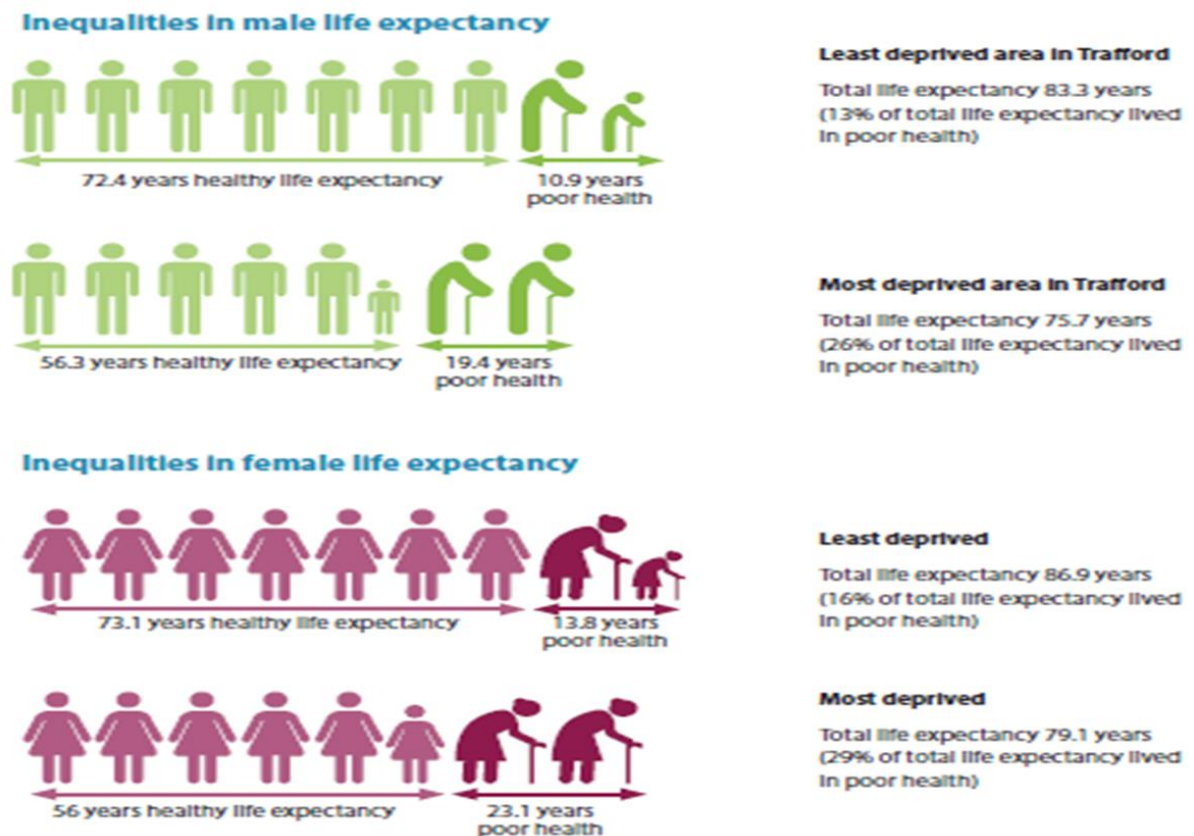 Inequalities in male life expectancy
Least deprived area in Trafford
Total life expectancy 83.3 years
(13% of total life expectancy lived
in poor health)
72.4 years healthy life expectancy
10.9 years
poor health
Most deprived area in Trafford
Total life expectancy 75.7 years
(26% of total life expectancy lived
in poor health)
56.3 years healthy life expectancy
19.4 years
poor health
Inequalities in female life expectancy
Least deprived
Total life expectancy 86.9 years
(16% of total life expectancy lived
in poor health)
73.1 years healthy life expectancy
13.8 years
poor health
Most deprived
Total life expectancy 79.1 years
(29% of total life expectancy lived
in poor health)
56 years healthy life expectancy
23.1 years
poor health